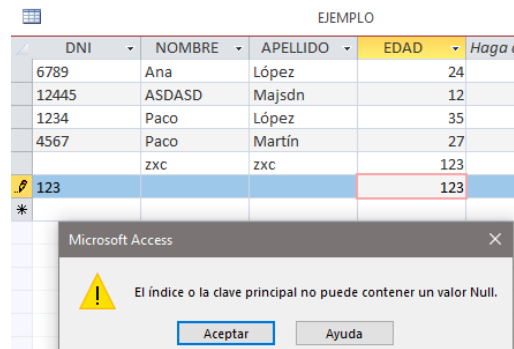 EJEMPLO
DNI NOMBRE APELLIDO EDAD Haga
6789 Ana López 24
12445 ASDASD Majsdn 12
1234 Paco López 35
4567 Paco Martín 27
zxc zxc 123
123 123
Microsoft Access
El índice o la clave principal no puede contener un valor Null.
Aceptar Ayuda